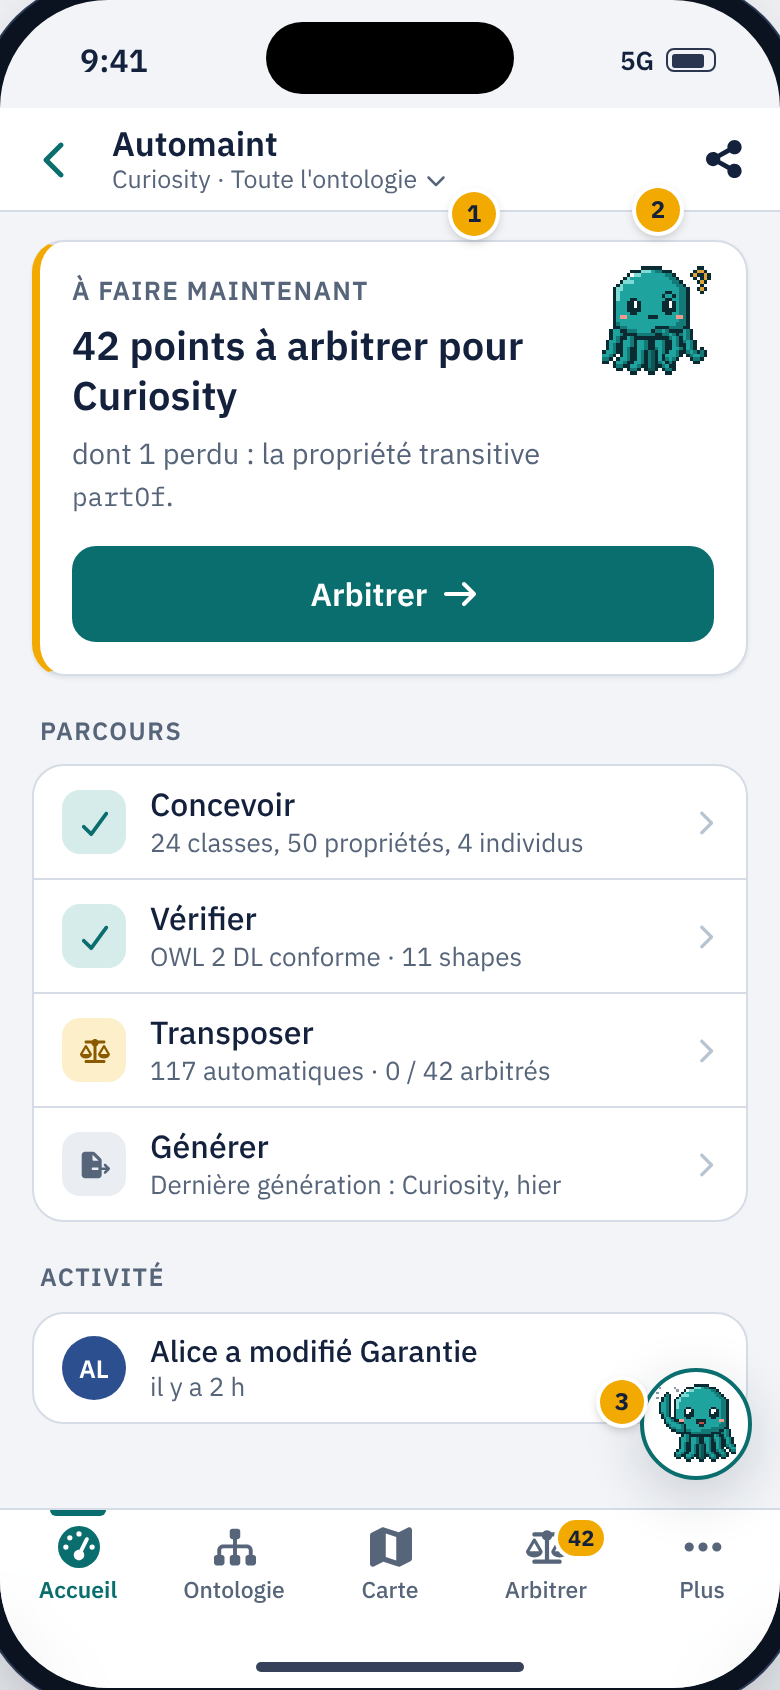 9:41
5G
Automaint
Curiosity · Toute l'ontologie
1
2
À FAIRE MAINTENANT
42 points à arbitrer pour
Curiosity
dont 1 perdu : la propriété transitive
partOf.
Arbitrer →
PARCOURS
Concevoir
24 classes, 50 propriétés, 4 individus
Vérifier
OWL 2 DL conforme · 11 shapes
Transposer
117 automatiques · 0 / 42 arbitrés
Générer
Dernière génération : Curiosity, hier
ACTIVITÉ
AL
Alice a modifié Garantie
il y a 2 h
3
42
Accueil
Ontologie
Carte
Arbitrer
Plus